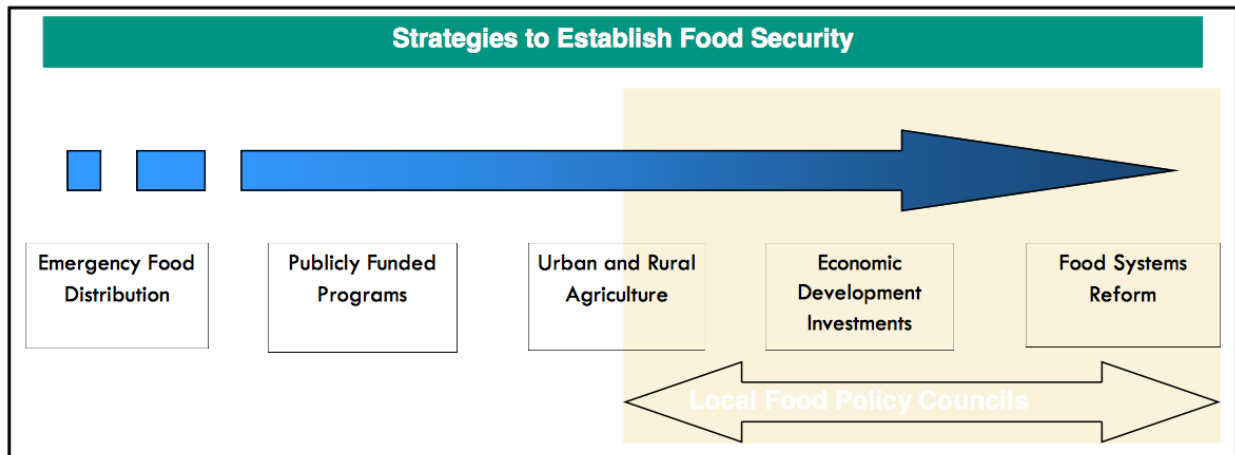 Strategies to Establish Food Security
Emergency Food
Distribution
Publicly Funded
Programs
Urban and Rural
Agriculture
Economic
Development
Investments
Food Systems
Reform
Local Food Policy Councils